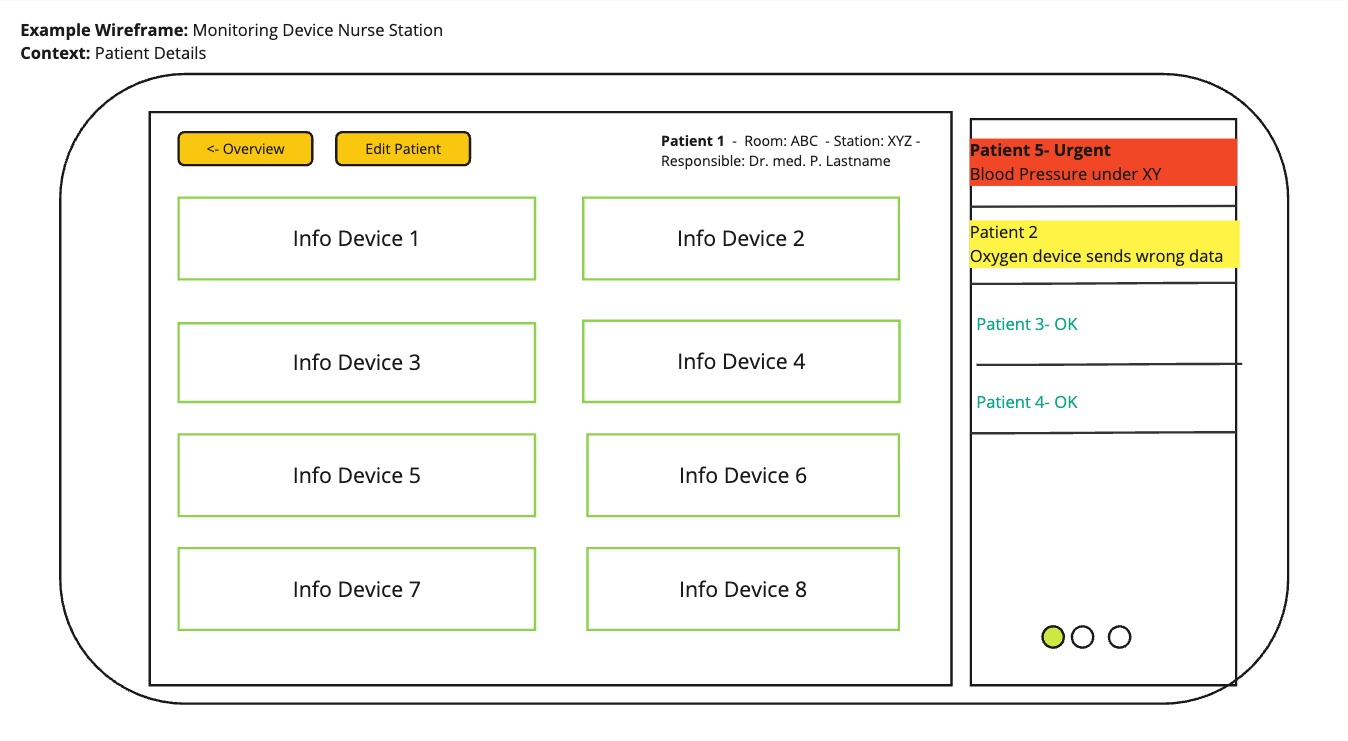 Example Wireframe: Monitoring Device Nurse Station
Context: Patient Details
<- Overview
Edit Patient
Patient 1 - Room: ABC - Station: XYZ -
Responsible: Dr. med. P. Lastname
Info Device 1
Info Device 2
Info Device 3
Info Device 4
Info Device 5
Info Device 6
Info Device 7
Info Device 8
Patient 5- Urgent
Blood Pressure under XY
Patient 2
Oxygen device sends wrong data
Patient 3- OK
Patient 4- OK